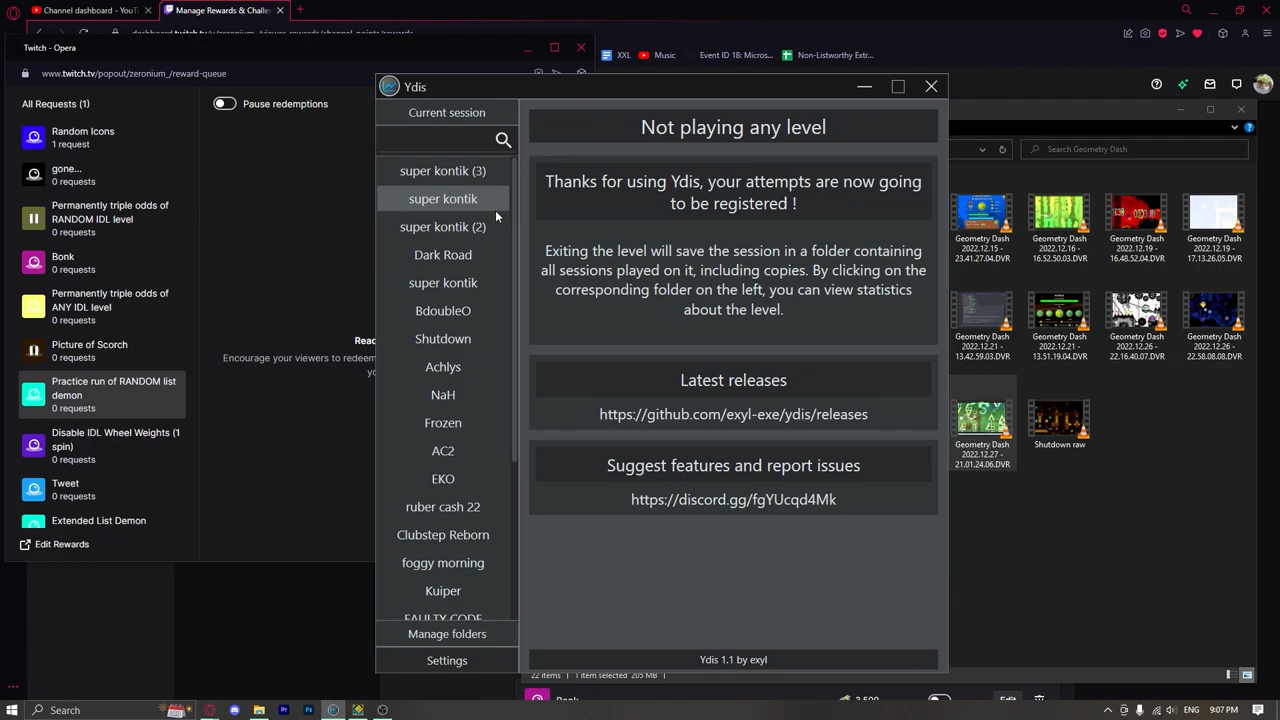 Channel dashboard - YouT
Manage Rewards & Challe
dashboard.twitch.tv/u/zeronium_/viewer_rewards/channel_points/rewards
XXL
Music
Event ID 18: Micros...
Non-Listworthy Extr...
Twitch - Opera
www.twitch.tv/popout/zeronium_/reward-queue
All Requests (1)
Pause redemptions
Random Icons
1 request
gone...
0 requests
Permanently triple odds of
RANDOM IDL level
0 requests
Bonk
0 requests
Permanently triple odds of
ANY IDL level
0 requests
Picture of Scorch
0 requests
Practice run of RANDOM list
demon
0 requests
Disable IDL Wheel Weights (1
spin)
0 requests
Tweet
0 requests
Extended List Demon
Edit Rewards
Encourage your viewers to redeem
Ydis
Current session
super kontik (3)
super kontik
super kontik (2)
Dark Road
super kontik
BdoubleO
Shutdown
Achlys
NaH
Frozen
AC2
EKO
ruber cash 22
Clubstep Reborn
foggy morning
Kuiper
FAULTY CODE
Manage folders
Settings
Not playing any level
Thanks for using Ydis, your attempts are now going
to be registered !
Exiting the level will save the session in a folder containing
all sessions played on it, including copies. By clicking on the
corresponding folder on the left, you can view statistics
about the level.
Latest releases
https://github.com/exyl-exe/ydis/releases
Suggest features and report issues
https://discord.gg/fgYUcqd4Mk
Ydis 1.1 by exyl
Search Geometry Dash
Geometry Dash
2022.12.15 -
23.41.27.04.DVR
Geometry Dash
2022.12.16 -
16.52.50.03.DVR
Geometry Dash
2022.12.16 -
16.48.52.04.DVR
Geometry Dash
2022.12.16 -
17.13.26.05.DVR
Geometry Dash
2022.12.21 -
13.42.59.03.DVR
Geometry Dash
2022.12.21 -
13.51.19.04.DVR
Geometry Dash
2022.12.26 -
22.16.40.07.DVR
Geometry Dash
2022.12.26 -
22.58.08.08.DVR
Geometry Dash
2022.12.27 -
21.01.24.06.DVR
Shutdown raw
22 items
1 item selected 205 MB
Bonk
3,500
Edit
Search
ENG
9:07 PM